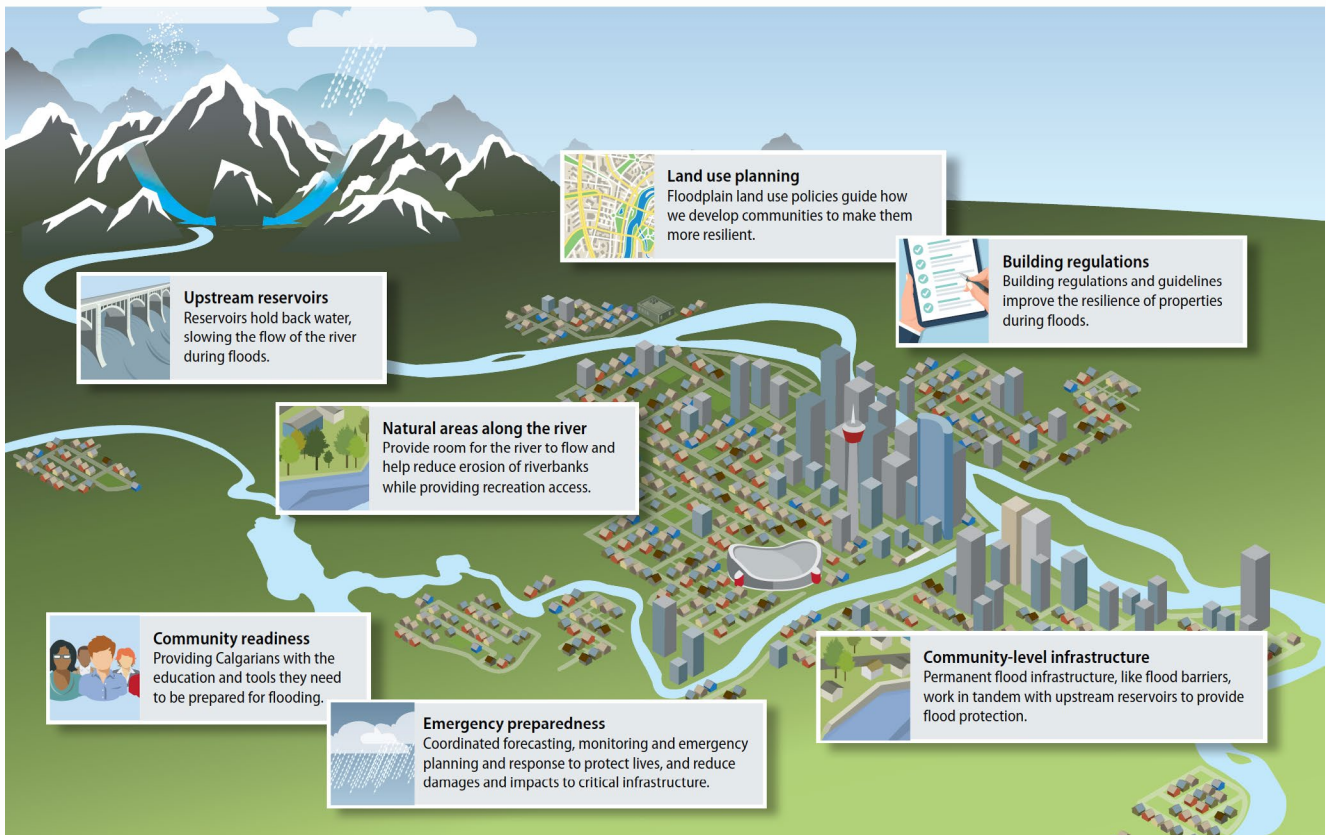 Land use planning
Floodplain land use policies guide how
we develop communities to make them
more resilient.
Building regulations
Building regulations and guidelines
improve the resilience of properties
during floods.
Upstream reservoirs
Reservoirs hold back water,
slowing the flow of the river
during floods.
Natural areas along the river
Provide room for the river to flow and
help reduce erosion of riverbanks
while providing recreation access.
Community readiness
Providing Calgarians with the
education and tools they need
to be prepared for flooding.
Community-level infrastructure
Permanent flood infrastructure, like flood barriers,
work in tandem with upstream reservoirs to provide
flood protection.
Emergency preparedness
Coordinated forecasting, monitoring and emergency
planning and response to protect lives, and reduce
damages and impacts to critical infrastructure.